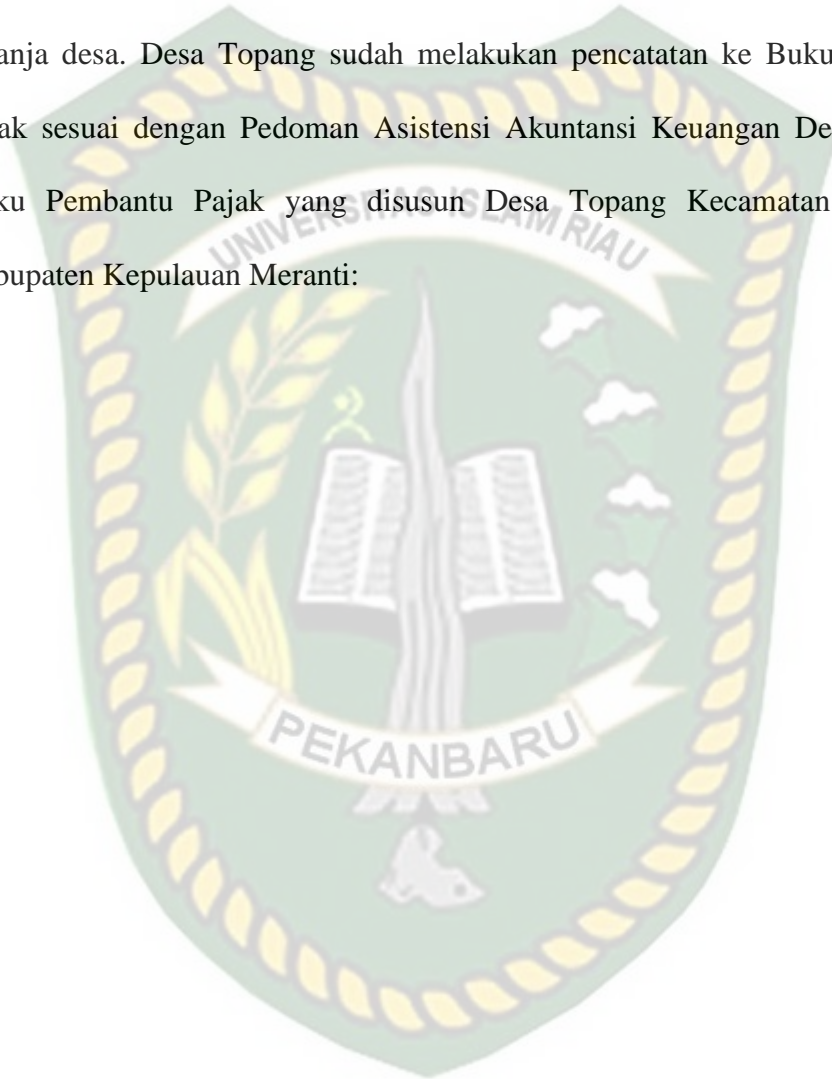 anja desa. Desa Topang sudah melakukan pencatatan ke Buku
ak sesuai dengan Pedoman Asistensi Akuntansi Keuangan De
ku Pembantu Pajak yang disusun Desa Topang Kecamatan
bupaten Kepulauan Meranti:
UNIVERSITAS ISLAM RIAU
PEKANBARU